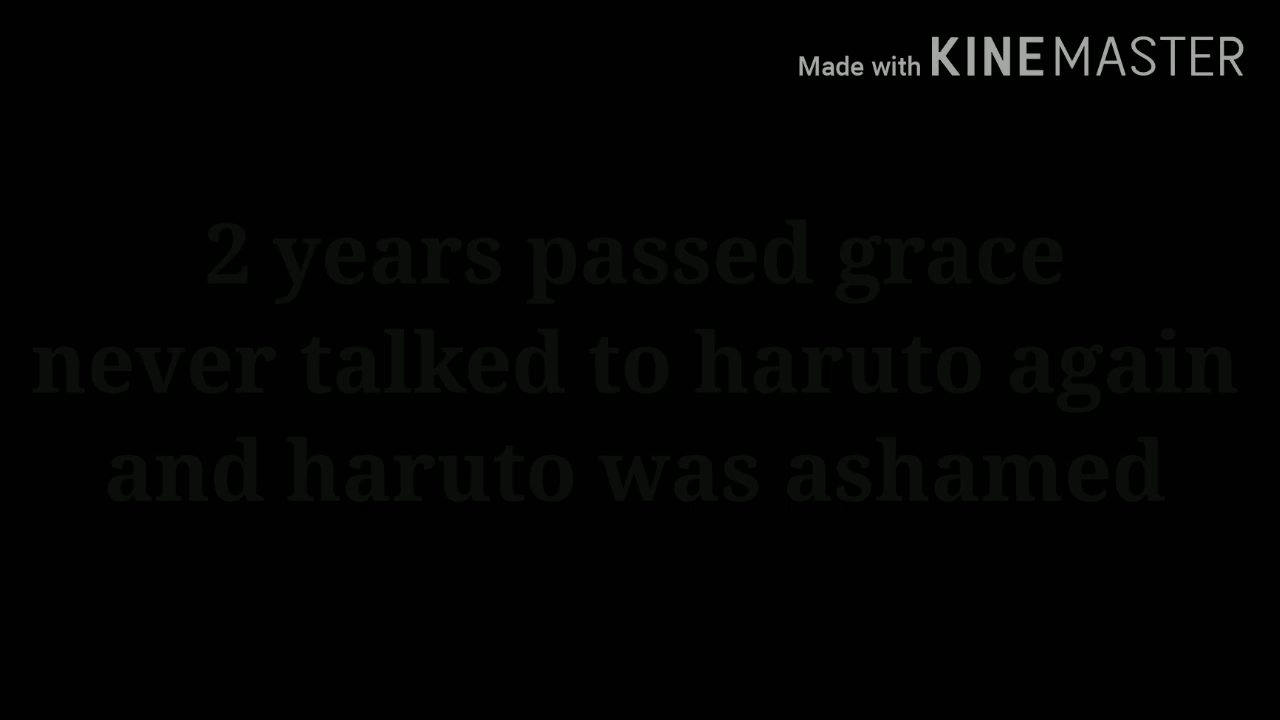 Made with KINEMASTER
2 years passed grace
never talked to haruto again
and haruto was ashamed